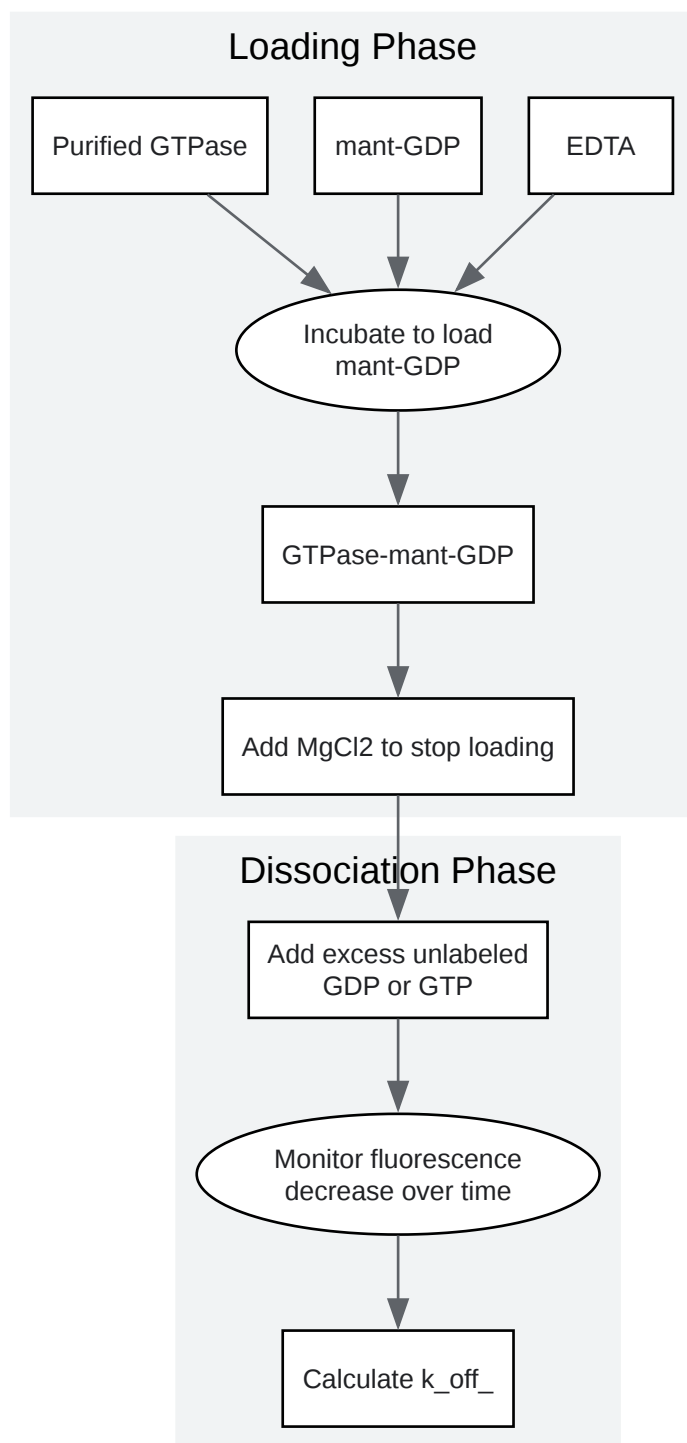 Loading Phase
Purified GTPase
mant-GDP
EDTA
Incubate to load
mant-GDP
GTPase-mant-GDP
Add MgCl2 to stop loading
Dissociation Phase
Add excess unlabeled
GDP or GTP
Monitor fluorescence
decrease over time
Calculate k_off_